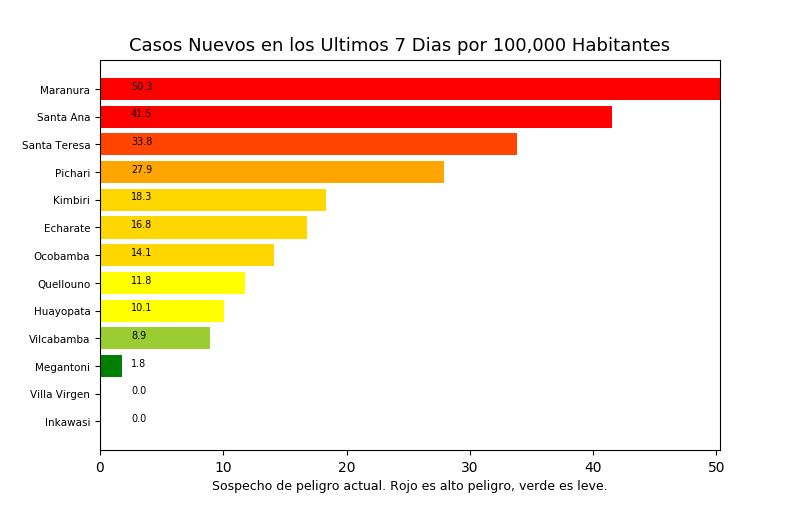 Casos Nuevos en los Ultimos 7 Dias por 100,000 Habitantes
Maranura 50.3
Santa Ana 41.5
Santa Teresa 33.8
Pichari 27.9
Kimbiri 18.3
Echarate 16.8
Ocobamba 14.1
Quellouno 11.8
Huayopata 10.1
Vilcabamba 8.9
Megantoni 1.8
Villa Virgen 0.0
Inkawasi 0.0
0 10 20 30 40 50
Sospecho de peligro actual. Rojo es alto peligro, verde es leve.